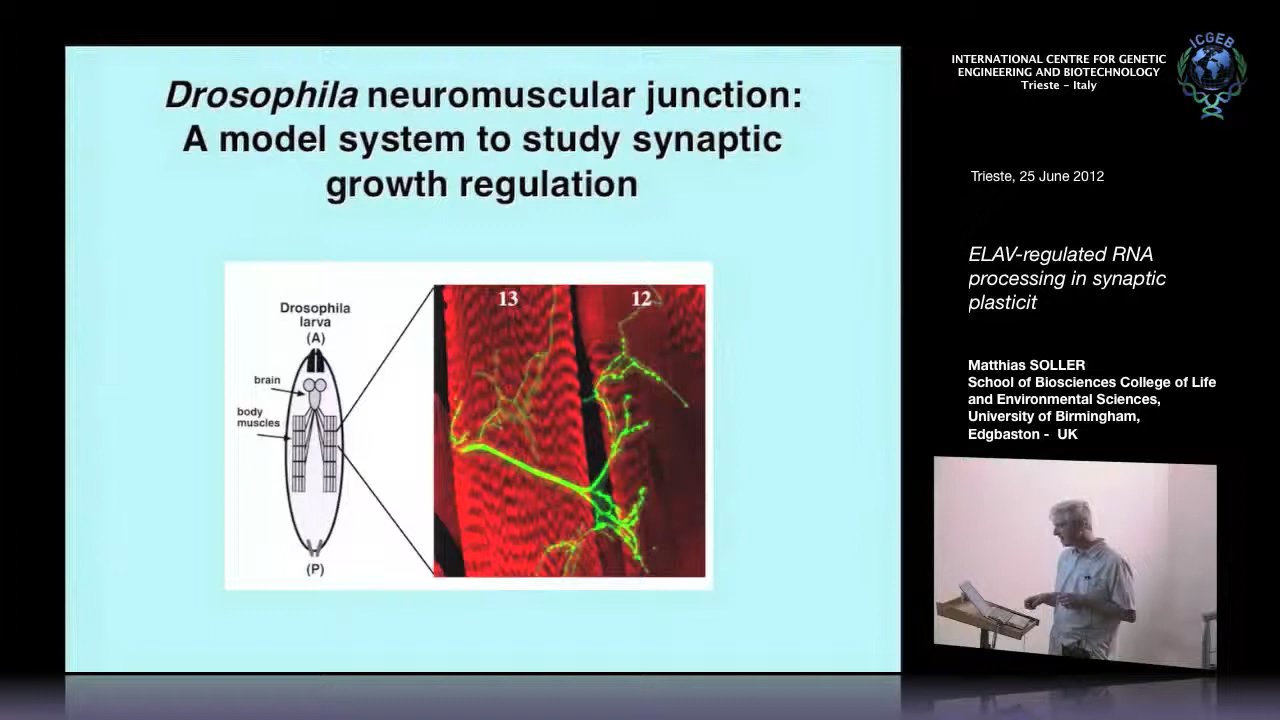 Drosophila neuromuscular junction:
A model system to study synaptic
growth regulation
Drosophila
larva
(A)
brain
body
muscles
(P)
13
12
INTERNATIONAL CENTRE FOR GENETIC
ENGINEERING AND BIOTECHNOLOGY
Trieste - Italy
ICGEB
Trieste, 25 June 2012
ELAV-regulated RNA
processing in synaptic
plasticit
Matthias SOLLER
School of Biosciences College of Life
and Environmental Sciences,
University of Birmingham,
Edgbaston - UK